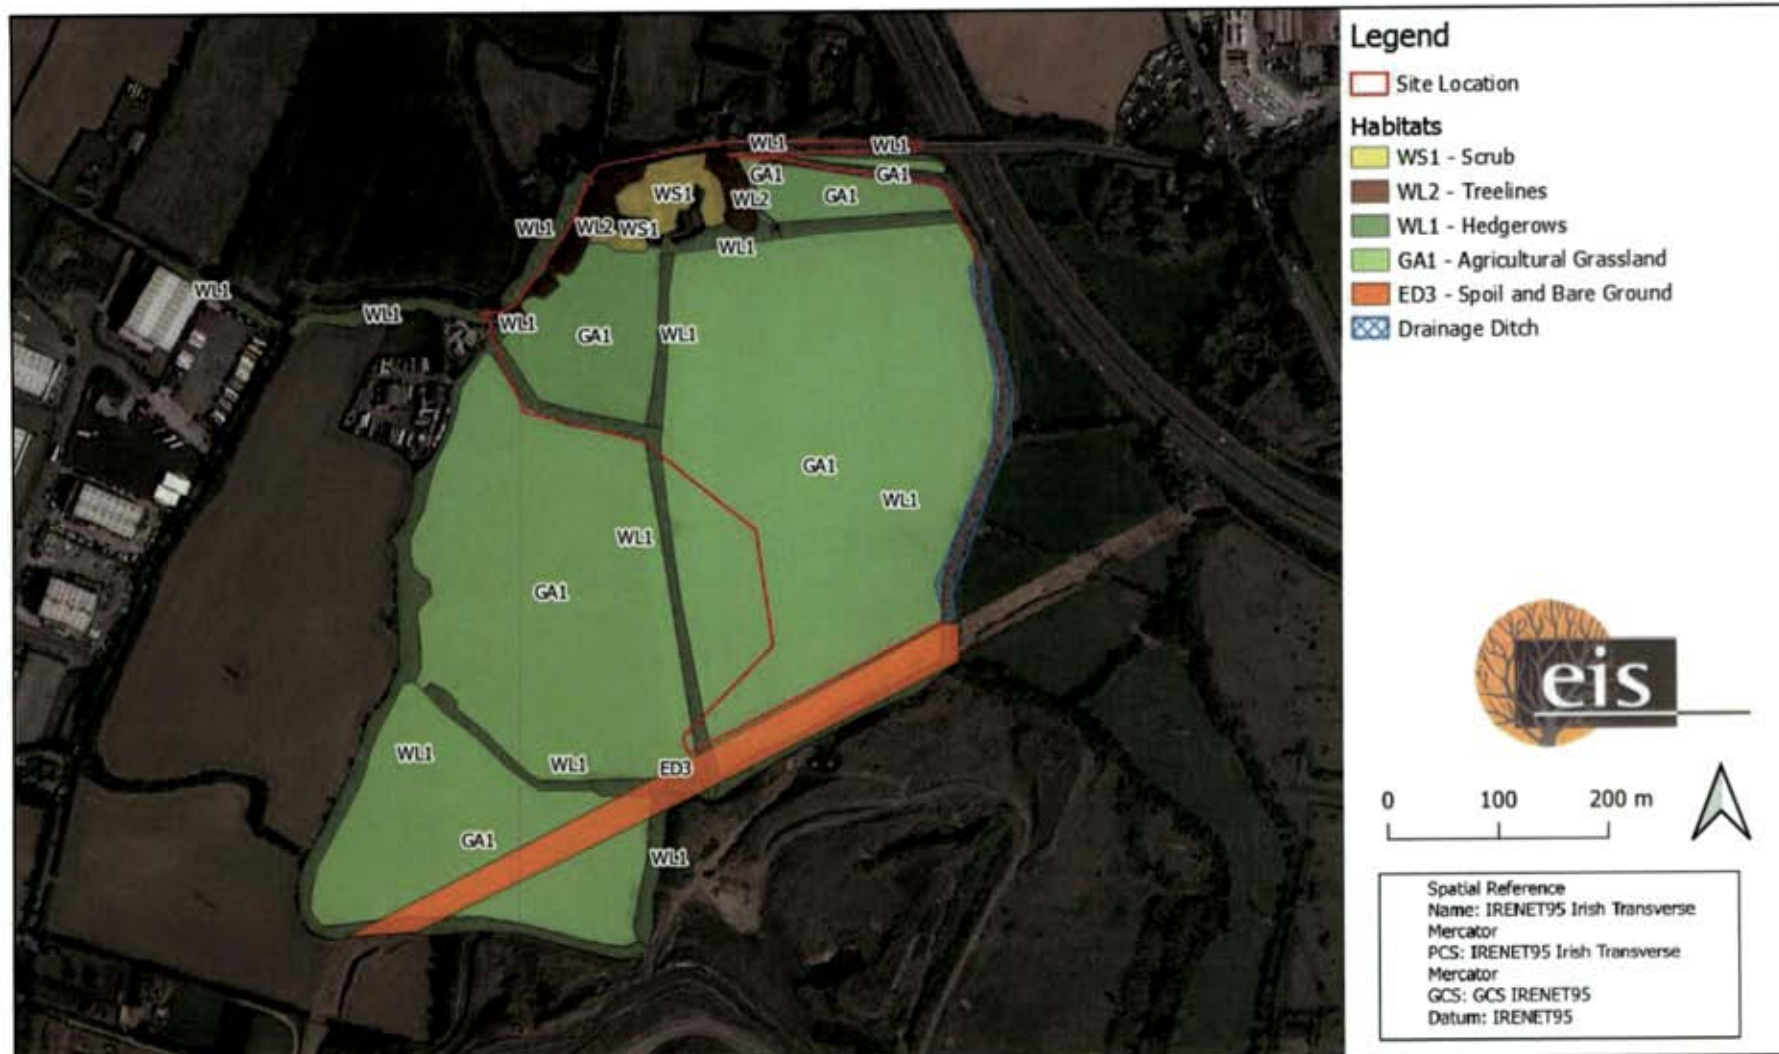 Legend
Site Location
Habitats
WS1 - Scrub
WL2 - Treelines
WL1 - Hedgerows
GA1 - Agricultural Grassland
ED3 - Spoil and Bare Ground
Drainage Ditch
WL1
WL1
GA1
GA1
WS1
GA1
WL2
WL1
WL2
WS1
WL1
WL1
WL1
WL1
GA1
WL1
GA1
WL1
WL1
GA1
WL1
WL1
ED3
GA1
WL1
eis
0 100 200 m
Spatial Reference
Name: IRENET95 Irish Transverse
Mercator
PCS: IRENET95 Irish Transverse
Mercator
GCS: GCS IRENET95
Datum: IRENET95